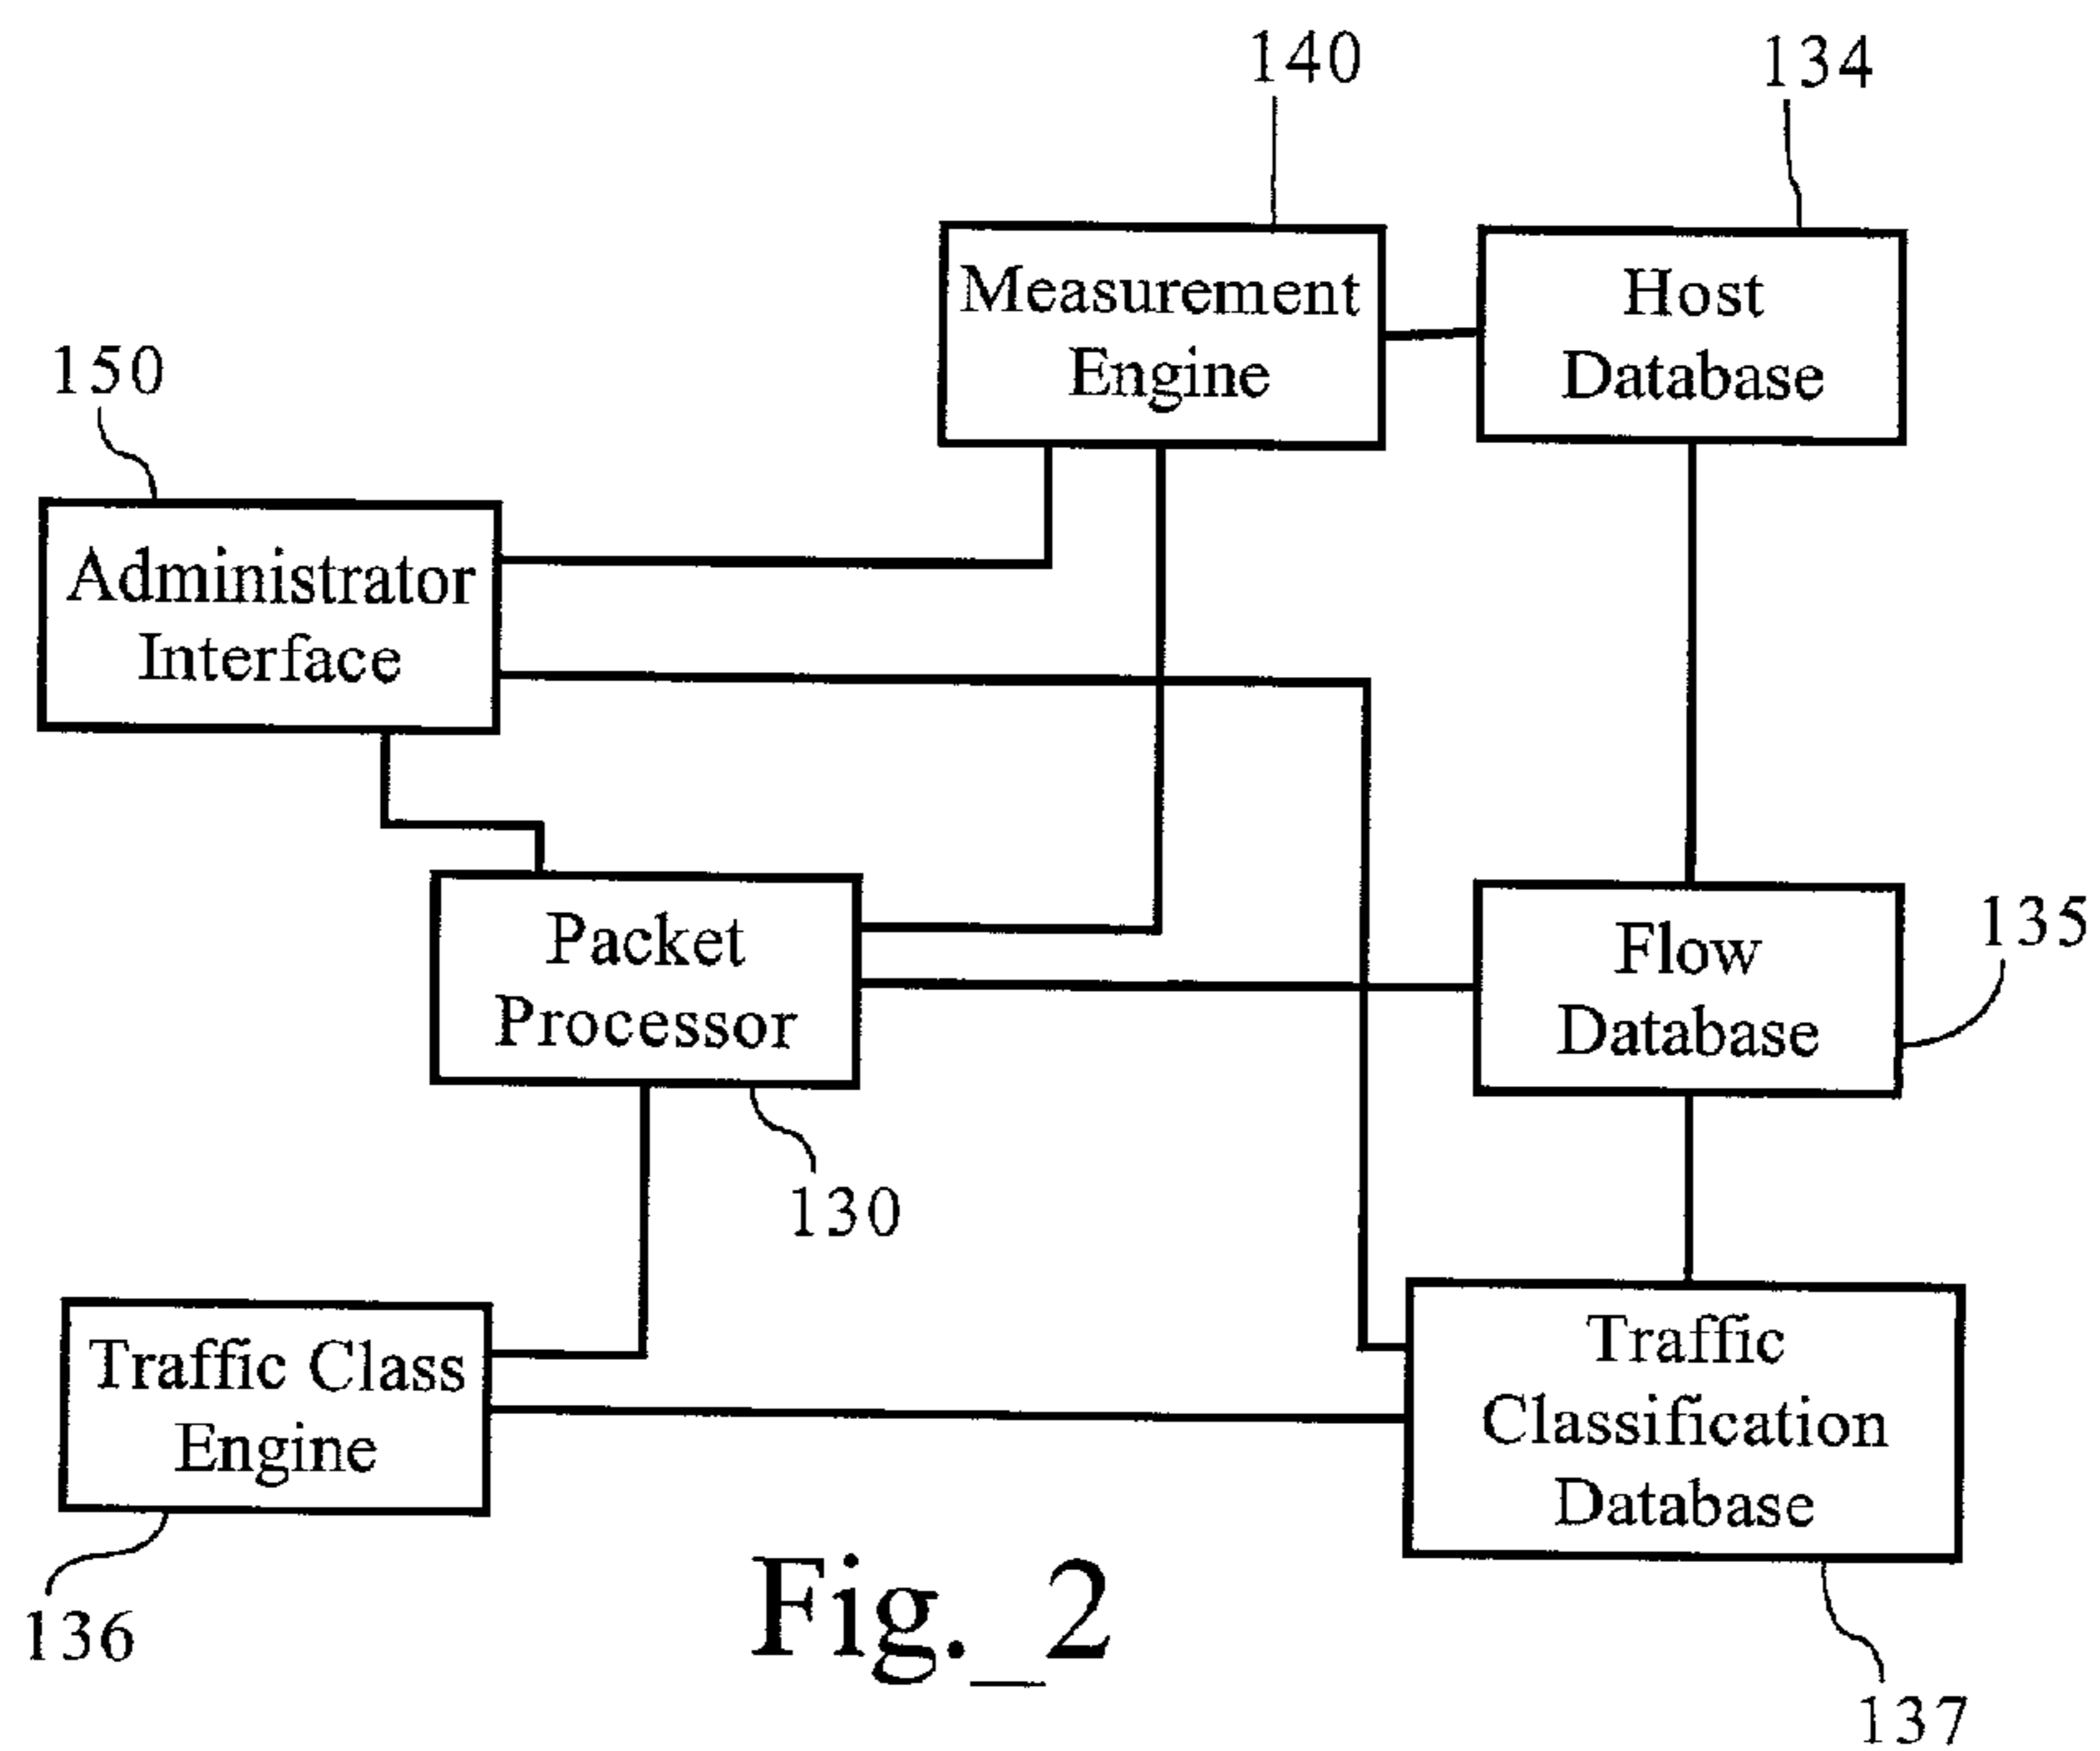 140
134
Measurement
Engine
Host
Database
150
Administrator
Interface
Packet
Processor
130
Flow
Database
135
Traffic Class
Engine
136
Traffic
Classification
Database
137
Fig._2